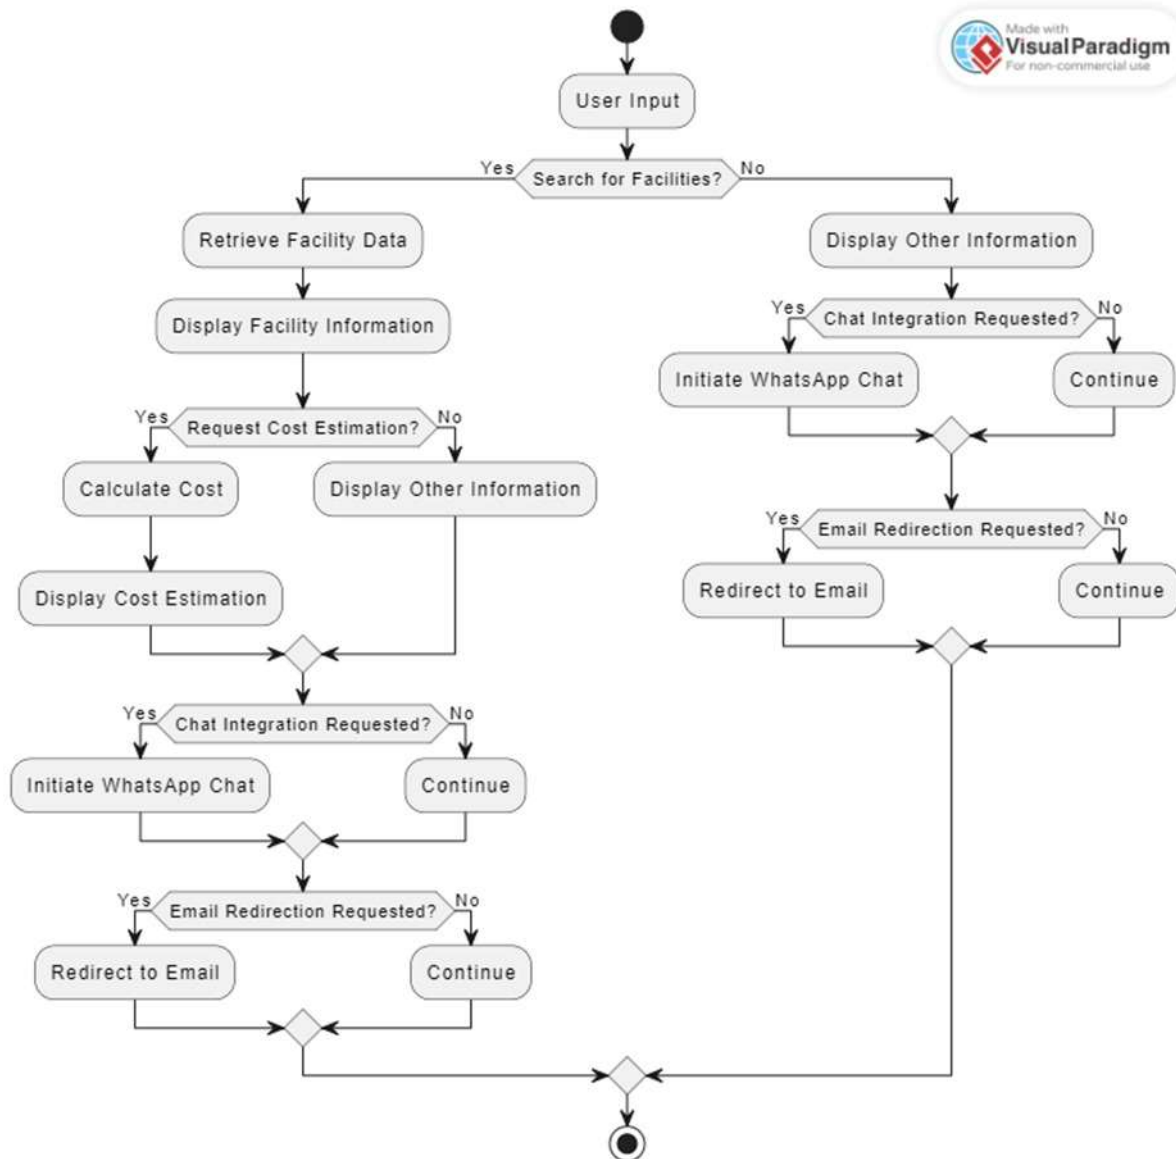 Made with
Visual Paradigm
For non-commercial use
User Input
Yes
Search for Facilities?
No
Retrieve Facility Data
Display Facility Information
Request Cost Estimation?
Yes
No
Calculate Cost
Display Other Information
Display Cost Estimation
Yes
Chat Integration Requested?
No
Initiate WhatsApp Chat
Continue
Yes
Email Redirection Requested?
No
Redirect to Email
Continue
Display Other Information
Yes
Chat Integration Requested?
No
Initiate WhatsApp Chat
Continue
Yes
Email Redirection Requested?
No
Redirect to Email
Continue